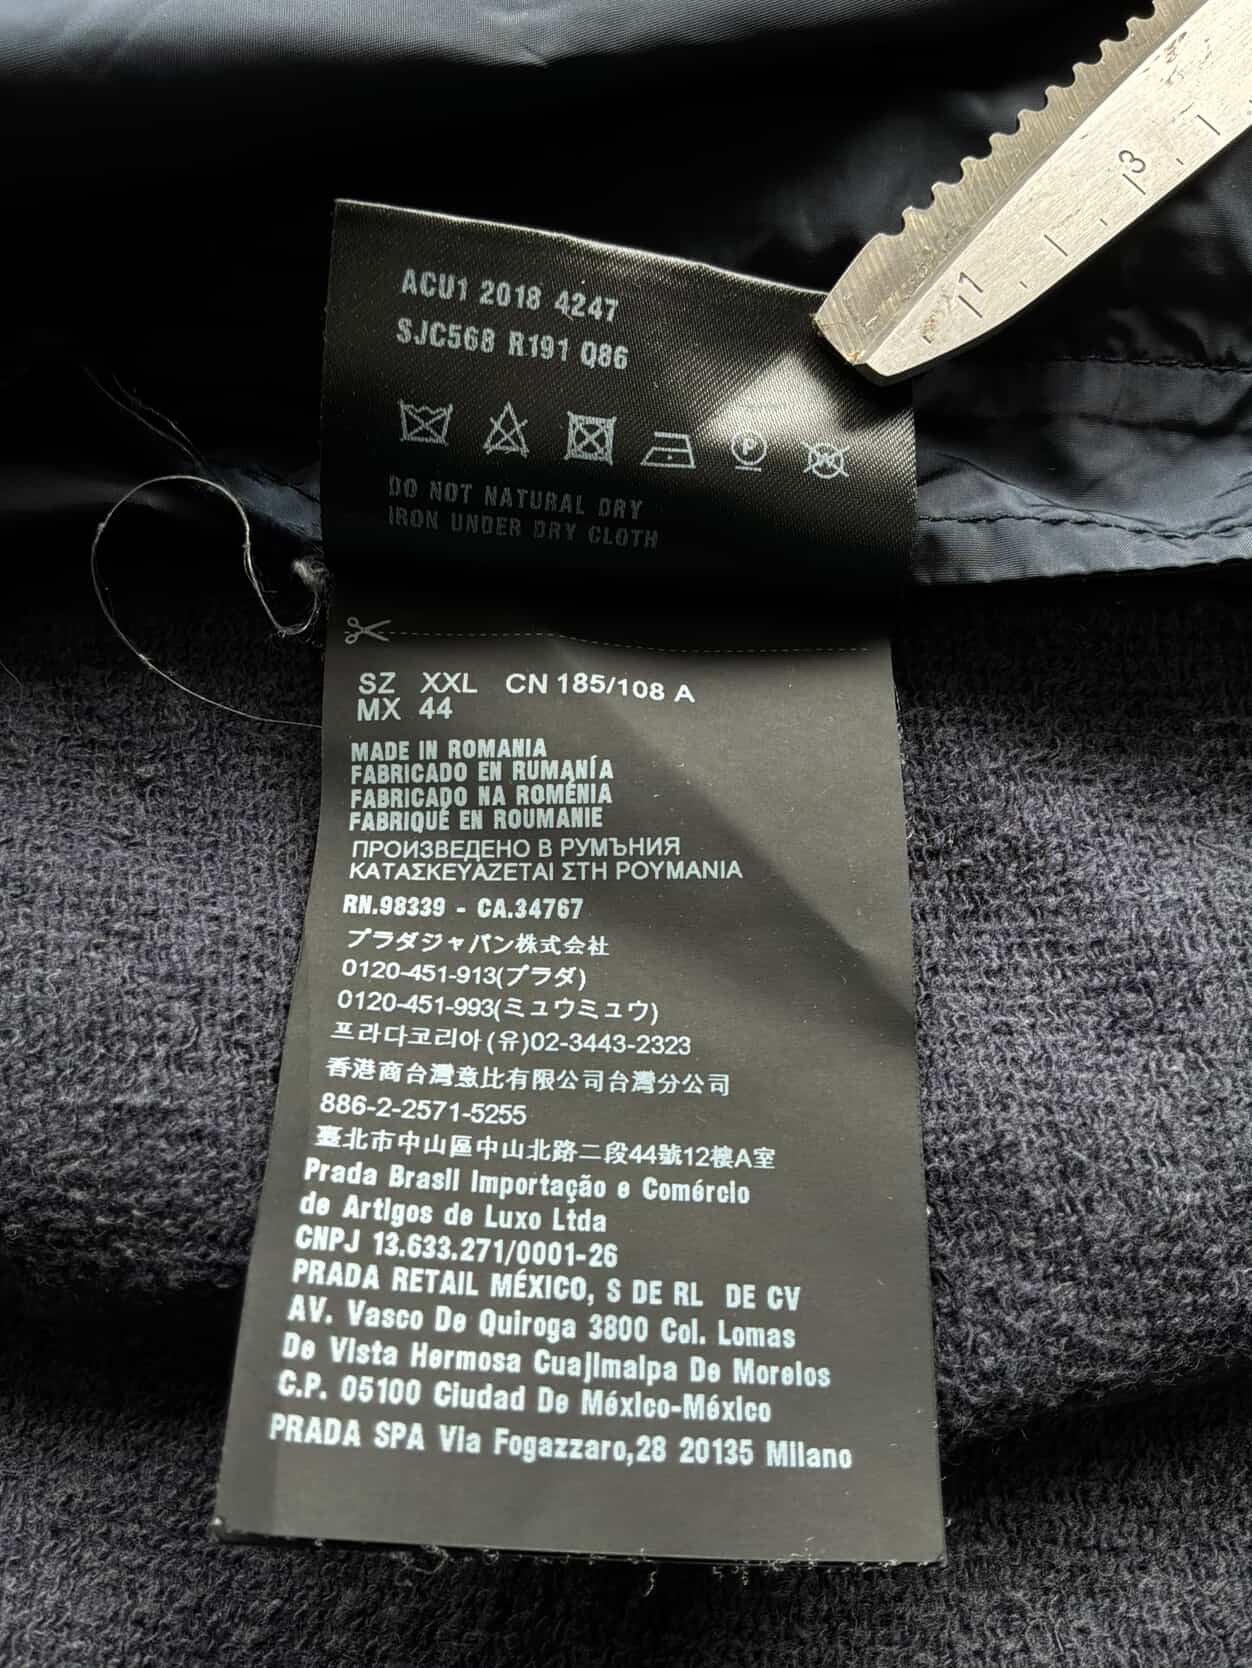 ACU1 2018 4247
SJC568 R191 Q86
P
W
DO NOT NATURAL DRY
IRON UNDER DRY CLOTH
SZ XXL CN 185/108 A
MX 44
MADE IN ROMANIA
FABRICADO EN RUMANÍA
FABRICADO NA ROMÊNIA
FABRIQUÉ EN ROUMANIE
ПРОИЗВЕДЕНО В РУМЪНИЯ
ΚΑΤΑΣΚΕΥΑΖΕΤΑΙ ΣΤΗ ΡΟΥΜΑΝΙΑ
RN.98339 - CA.34767
プラダジャパン株式会社
0120-451-913(プラダ)
0120-451-993(ミュウミュウ)
프라다코리아(유)02-3443-2323
香港商台灣意比有限公司台灣分公司
886-2-2571-5255
臺北市中山區中山北路二段44號12樓A室
Prada Brasil Importação e Comércio
de Artigos de Luxo Ltda
CNPJ 13.633.271/0001-26
PRADA RETAIL MÉXICO, S DE RL DE CV
AV. Vasco De Quiroga 3800 Col. Lomas
De Vista Hermosa Cuajimalpa De Morelos
C.P. 05100 Ciudad De México-México
PRADA SPA Via Fogazzaro,28 20135 Milano
1
3